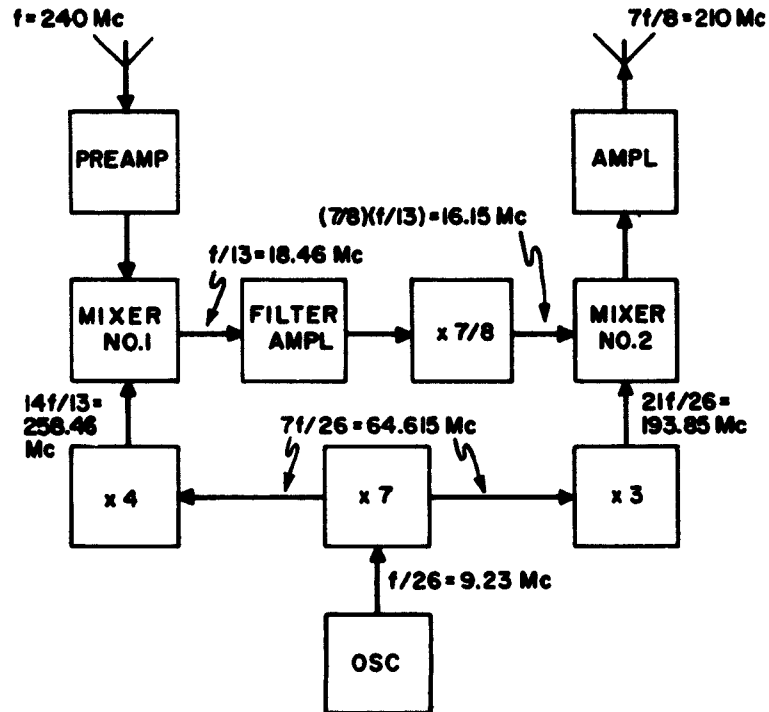 f=240 Mc
7f/8=210 Mc
PREAMP
AMPL
(7/8)(f/13)=16.15 Mc
f/13=18.46 Mc
MIXER
NO.1
FILTER
AMPL
x 7/8
MIXER
NO.2
14f/13=
258.46
Mc
7f/26=64.615 Mc
21f/26=
193.85 Mc
x 4
x 7
x 3
f/26=9.23 Mc
OSC